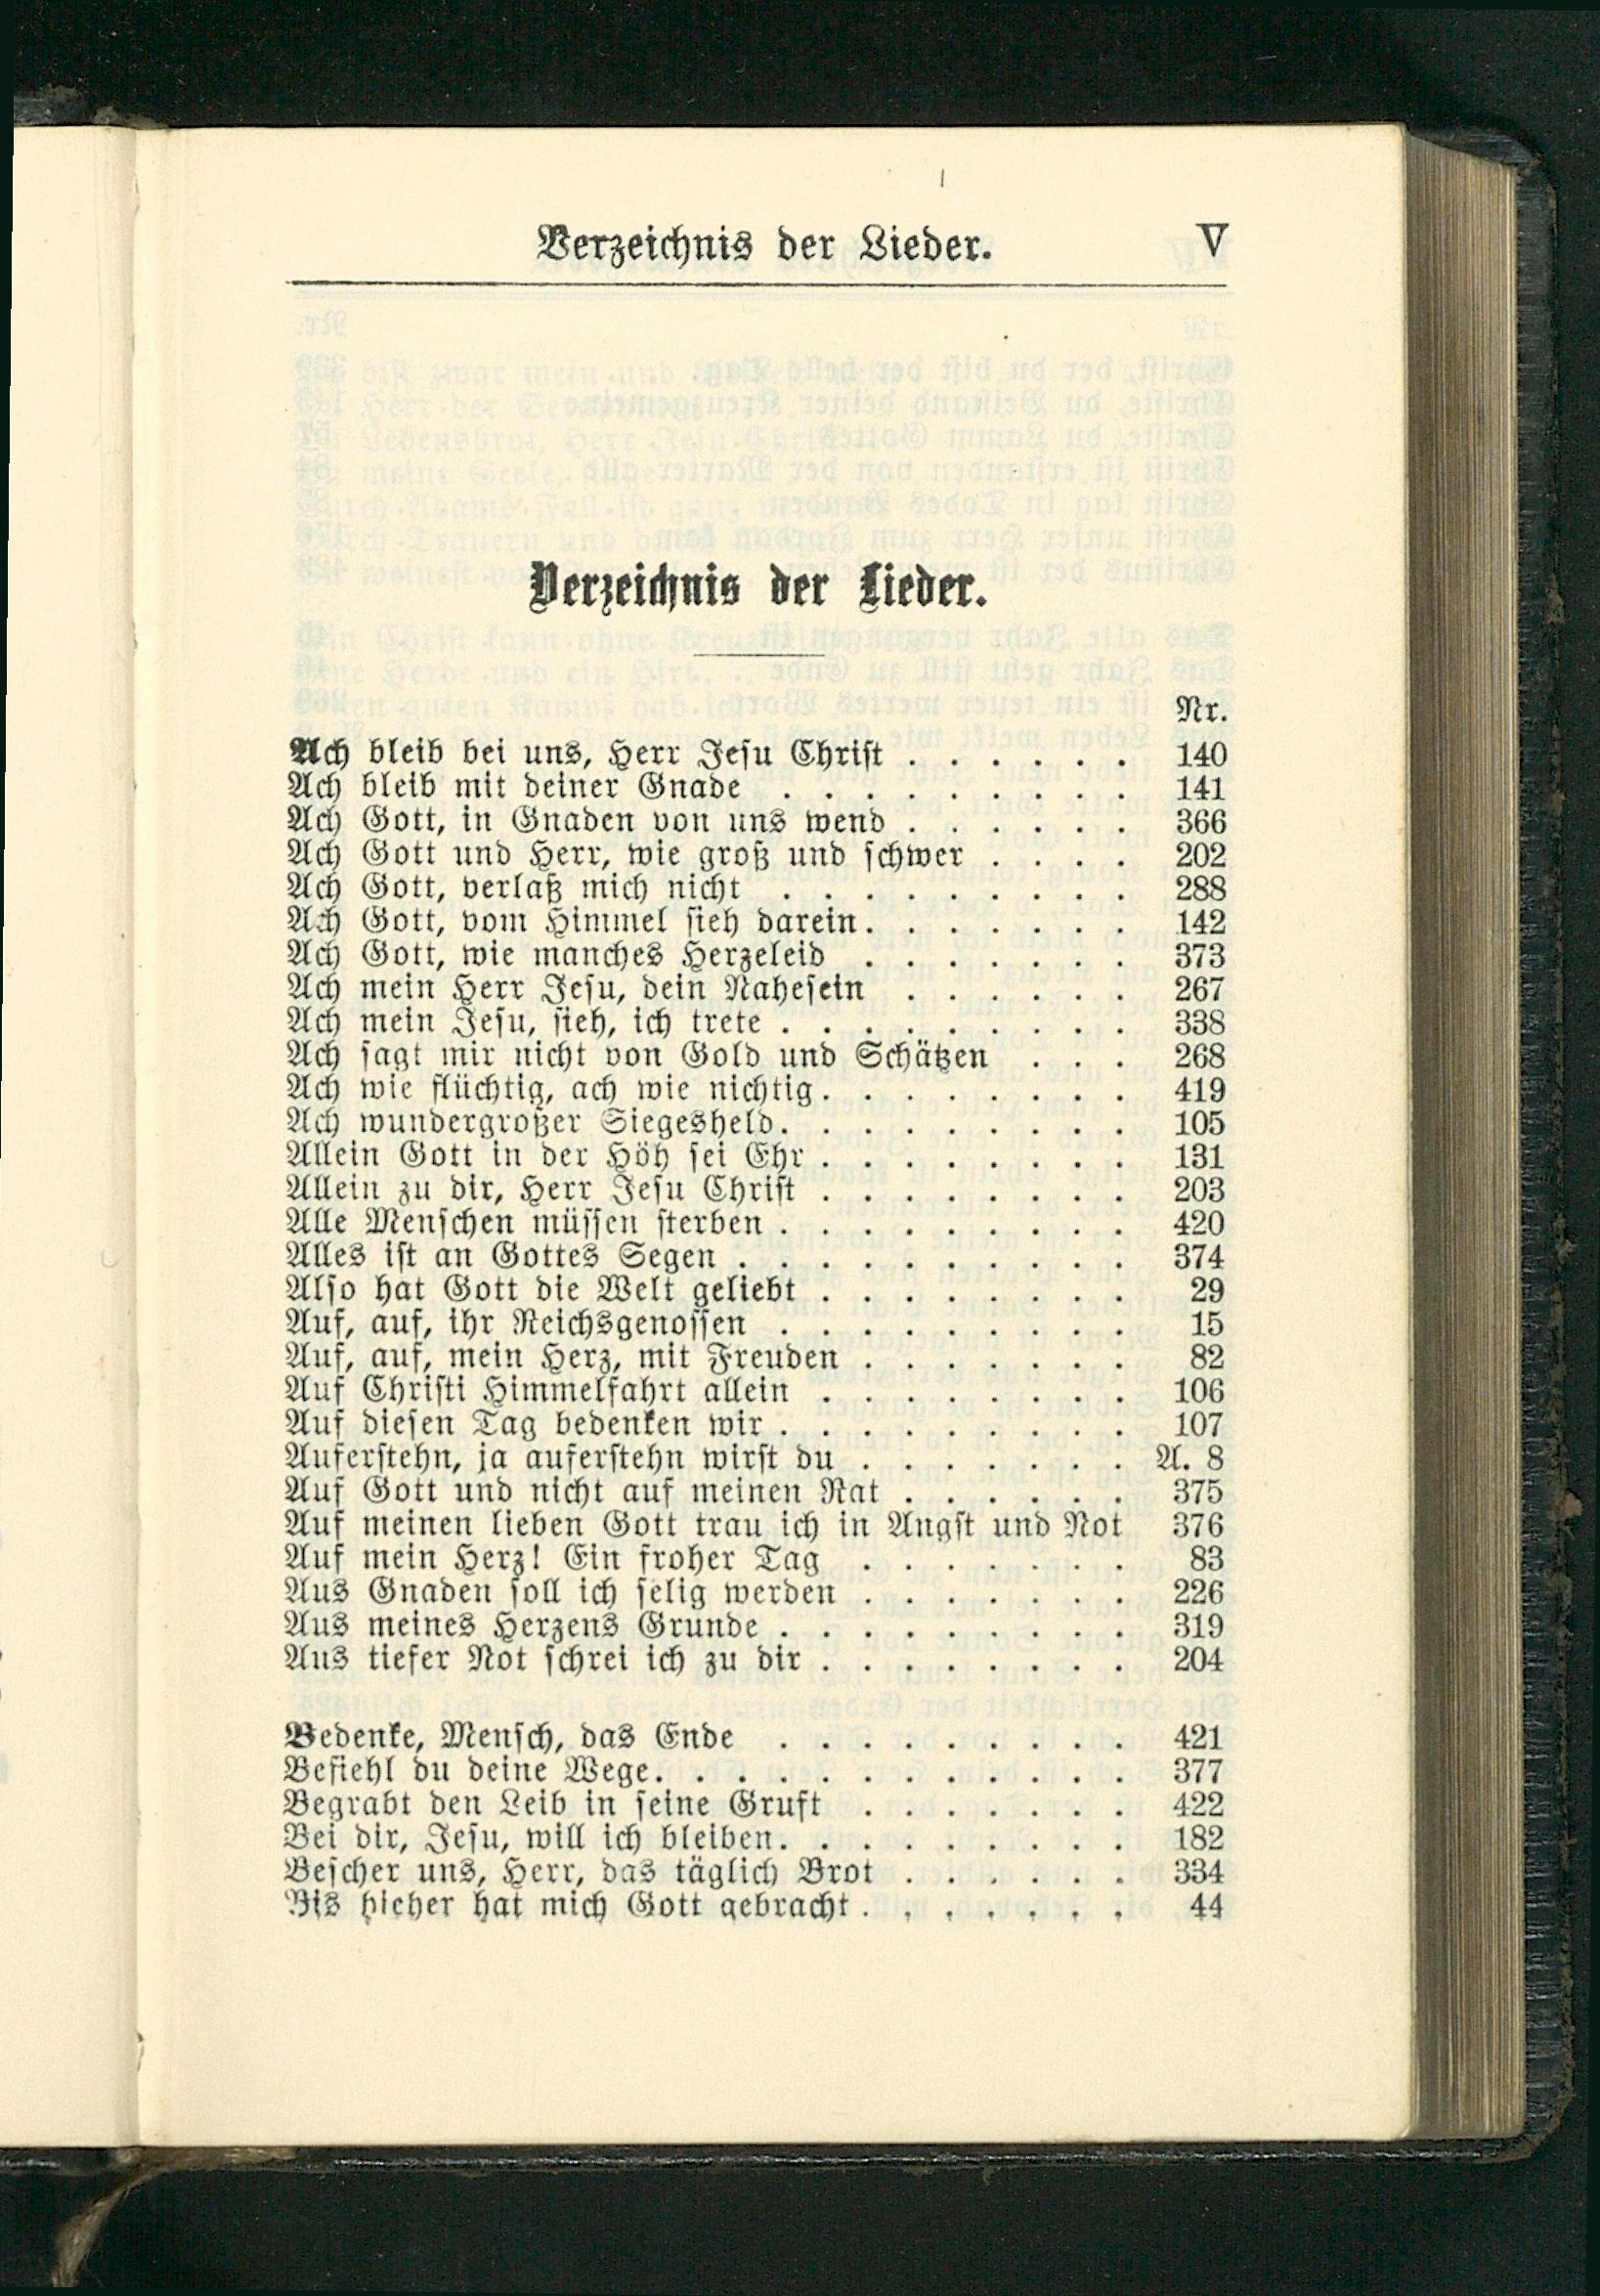 Verzeichnis der Lieder. V
Verzeichnis der Lieder.
Nr.
Ach bleib bei uns, Herr Jesu Christ . . . . . . 140
Ach bleib mit deiner Gnade . . . . . . . . . 141
Ach Gott, in Gnaden von uns wend . . . . . . 366
Ach Gott und Herr, wie groß und schwer . . . . 202
Ach Gott, verlaß mich nicht . . . . . . . . . 288
Ach Gott, vom Himmel sieh darein . . . . . . . 142
Ach Gott, wie manches Herzeleid . . . . . . . 373
Ach mein Herr Jesu, dein Nahesein . . . . . . 267
Ach mein Jesu, sieh, ich trete . . . . . . . . . 338
Ach sagt mir nicht von Gold und Schätzen . . . 268
Ach wie flüchtig, ach wie nichtig . . . . . . . . 419
Ach wundergroßer Siegesheld . . . . . . . . . 105
Allein Gott in der Höh sei Ehr . . . . . . . . 131
Allein zu dir, Herr Jesu Christ . . . . . . . . 203
Alle Menschen müssen sterben . . . . . . . . . 420
Alles ist an Gottes Segen . . . . . . . . . . 374
Also hat Gott die Welt geliebt . . . . . . . . 29
Auf, auf, ihr Reichsgenossen . . . . . . . . . 15
Auf, auf, mein Herz, mit Freuden . . . . . . . 82
Auf Christi Himmelfahrt allein . . . . . . . . 106
Auf diesen Tag bedenken wir . . . . . . . . . 107
Auferstehn, ja auferstehn wirst du . . . . . . . A. 8
Auf Gott und nicht auf meinen Rat . . . . . . 375
Auf meinen lieben Gott trau ich in Angst und Not 376
Auf mein Herz! Ein froher Tag . . . . . . . 83
Aus Gnaden soll ich selig werden . . . . . . . 226
Aus meines Herzens Grunde . . . . . . . . . 319
Aus tiefer Not schrei ich zu dir . . . . . . . . 204
Bedenke, Mensch, das Ende . . . . . . . . . 421
Befiehl du deine Wege . . . . . . . . . . . . 377
Begrabt den Leib in seine Gruft . . . . . . . 422
Bei dir, Jesu, will ich bleiben . . . . . . . . . 182
Bescher uns, Herr, das täglich Brot . . . . . . 334
Bis hieher hat mich Gott gebracht . . . . . . . 44